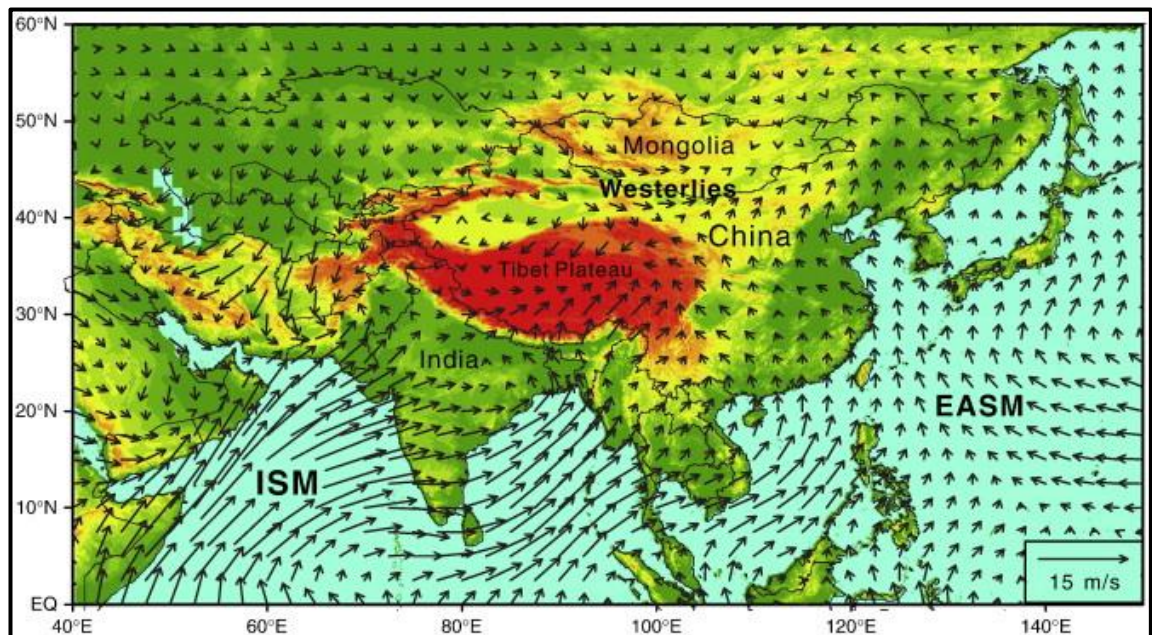 60°N
50°N
Mongolia
Westerlies
40°N
China
Tibet Plateau
30°N
India
20°N
EASM
ISM
10°N
15 m/s
EQ
40°E 60°E 80°E 100°E 120°E 140°E